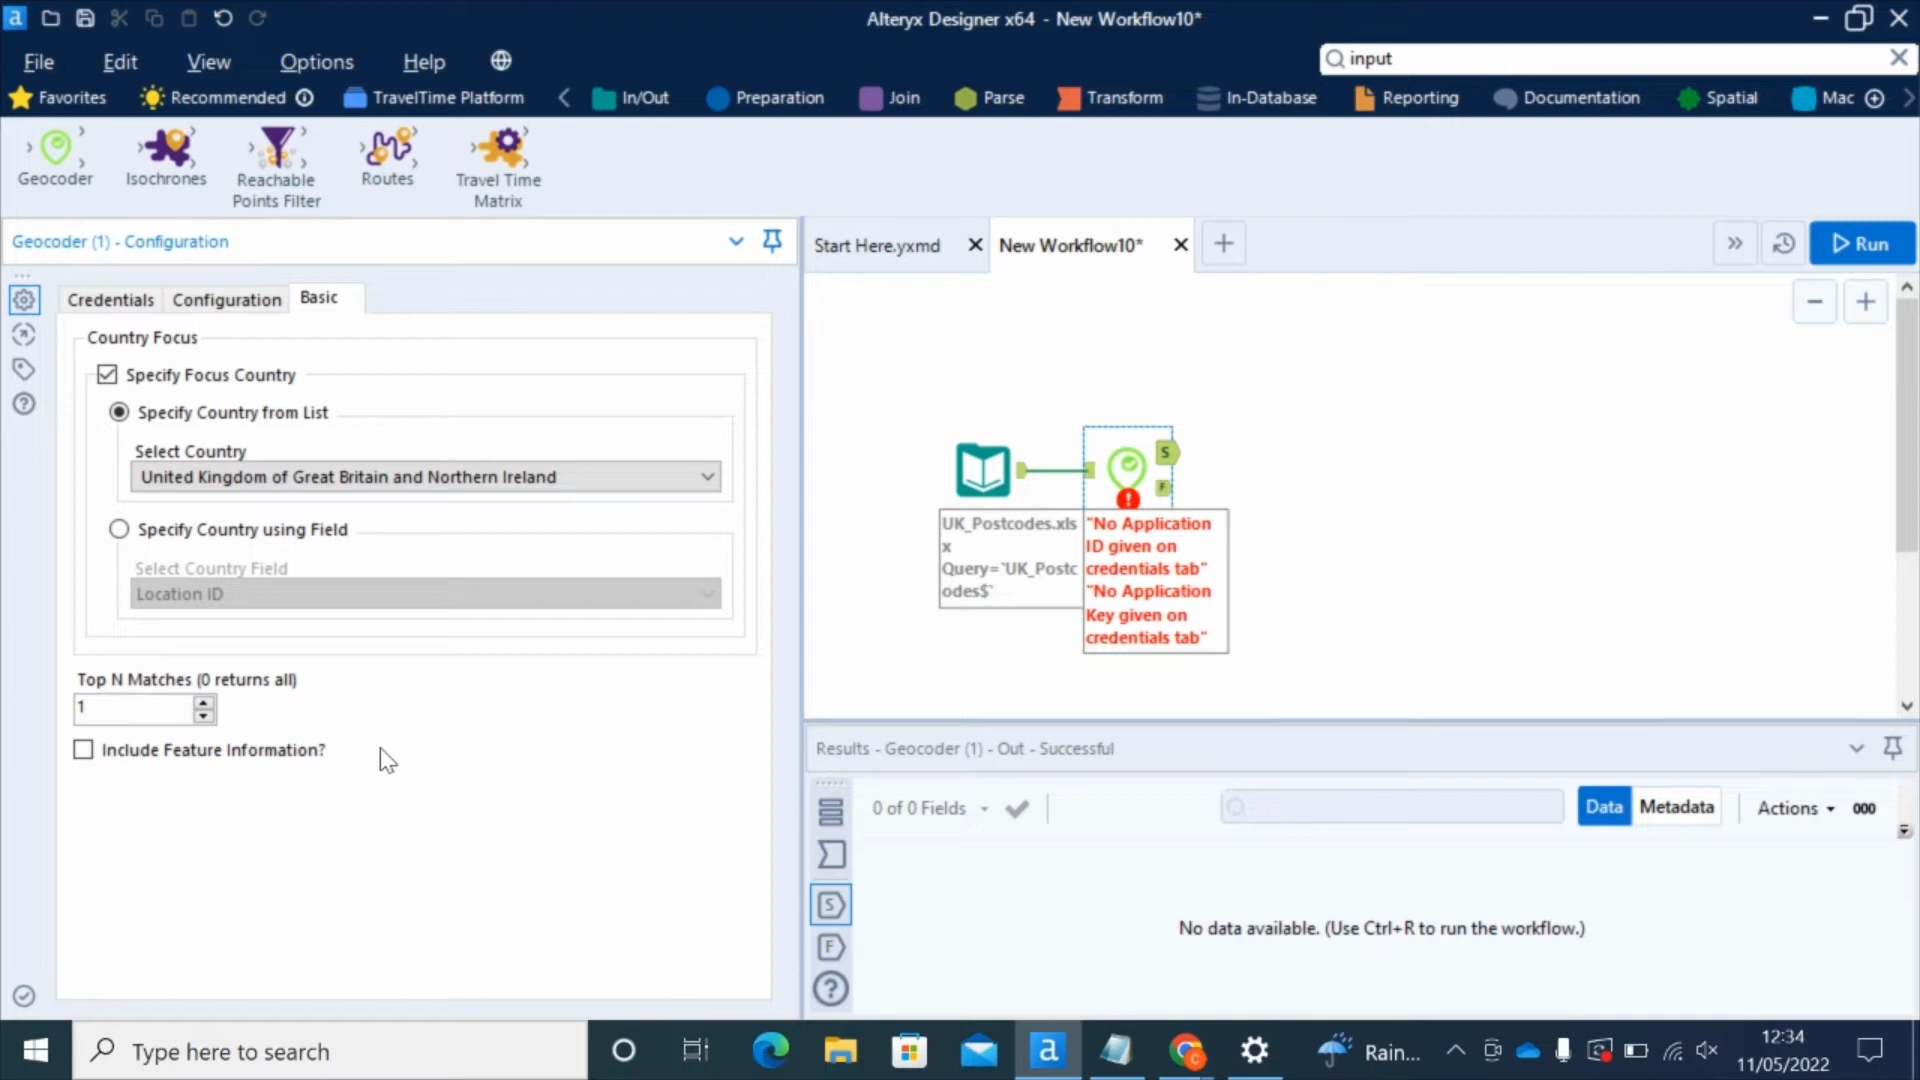 Alteryx Designer x64 - New Workflow10*
File Edit View Options Help
input
Favorites Recommended TravelTime Platform In/Out Preparation Join Parse Transform In-Database Reporting Documentation Spatial Mac
Geocoder
Isochrones
Reachable
Points Filter
Routes
Travel Time
Matrix
Geocoder (1) - Configuration
Start Here.yxmd
New Workflow10*
Run
Credentials Configuration Basic
Country Focus
Specify Focus Country
Specify Country from List
Select Country
United Kingdom of Great Britain and Northern Ireland
Specify Country using Field
Select Country Field
Location ID
Top N Matches (0 returns all)
1
Include Feature Information?
S
F
UK_Postcodes.xls
x
Query=`UK_Postc
odes$`
"No Application
ID given on
credentials tab"
"No Application
Key given on
credentials tab"
Results - Geocoder (1) - Out - Successful
0 of 0 Fields
Data Metadata
Actions
000
S
F
No data available. (Use Ctrl+R to run the workflow.)
Type here to search
a
Rain...
12:34
11/05/2022